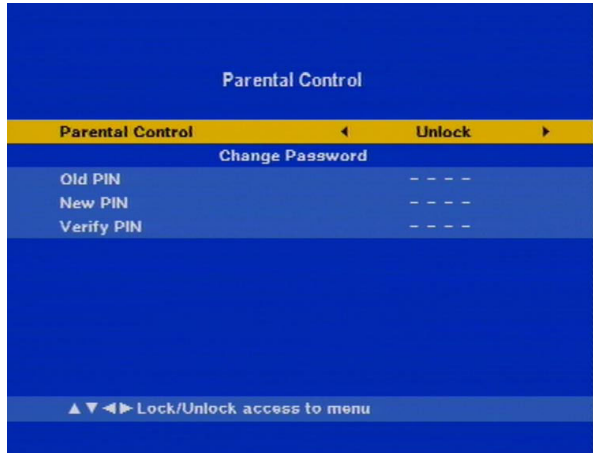 Parental Control
Parental Control ◀ Unlock ▶
Change Password
Old PIN – – – –
New PIN – – – –
Verify PIN – – – –
▲▼◀▶ Lock/Unlock access to menu